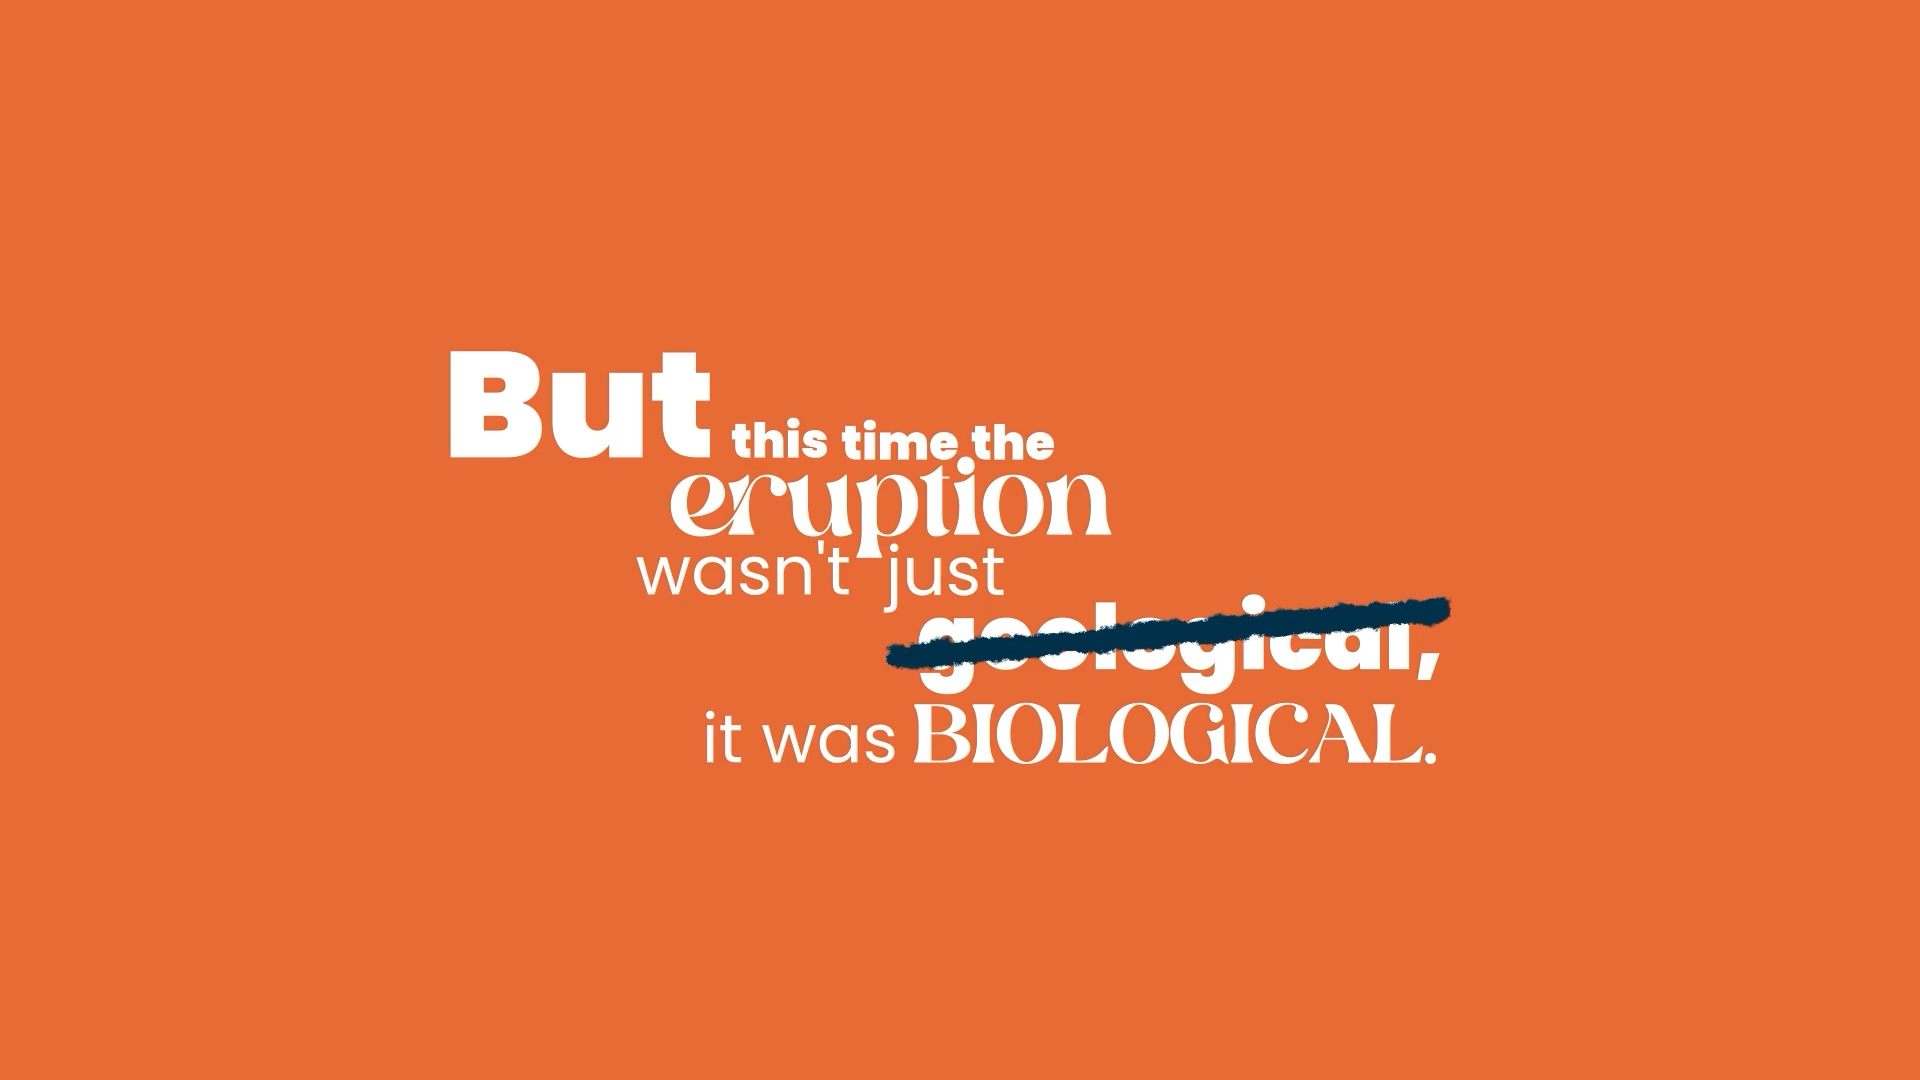 But this time the
eruption
wasn't just
geological,
it was BIOLOGICAL.